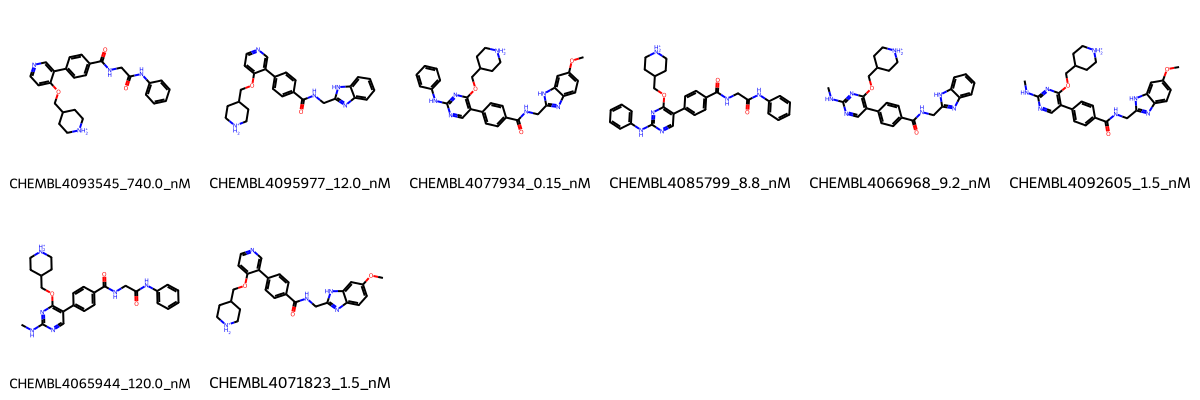 CHEMBL4093545_740.0_nM
CHEMBL4095977_12.0_nM
CHEMBL4077934_0.15_nM
CHEMBL4085799_8.8_nM
CHEMBL4066968_9.2_nM
CHEMBL4092605_1.5_nM
CHEMBL4065944_120.0_nM
CHEMBL4071823_1.5_nM